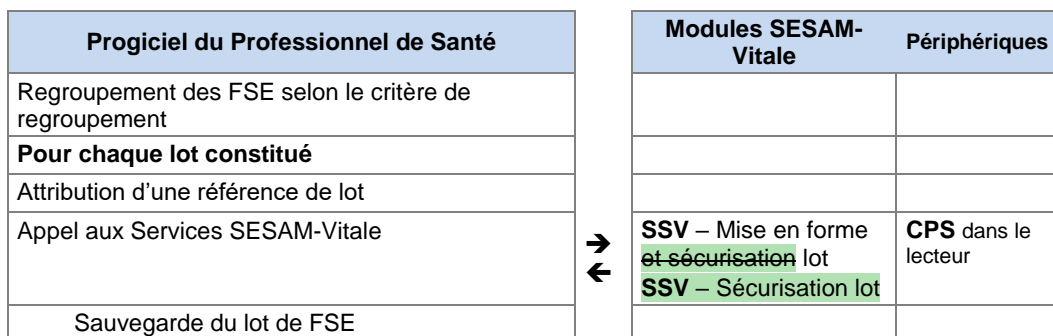 Progiciel du Professionnel de Santé
Modules SESAM-
Vitale
Périphériques
Regroupement des FSE selon le critère de
regroupement
Pour chaque lot constitué
Attribution d'une référence de lot
Appel aux Services SESAM-Vitale
➔
SSV – Mise en forme
et sécurisation lot
SSV – Sécurisation lot
CPS dans le
lecteur
Sauvegarde du lot de FSE